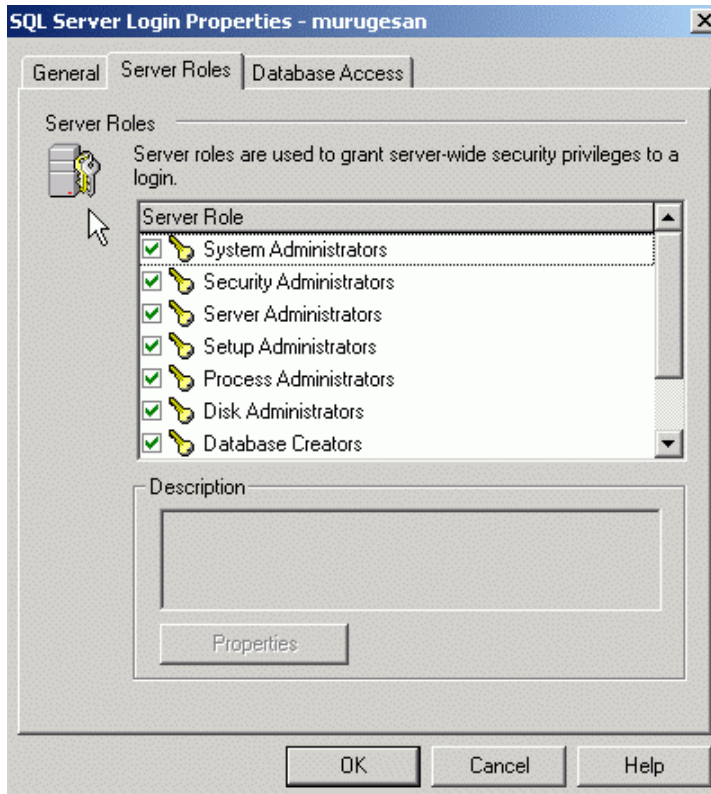 SQL Server Login Properties - murugesan
General Server Roles Database Access
Server Roles
Server roles are used to grant server-wide security privileges to a
login.
Server Role
System Administrators
Security Administrators
Server Administrators
Setup Administrators
Process Administrators
Disk Administrators
Database Creators
Description
Properties
OK Cancel Help